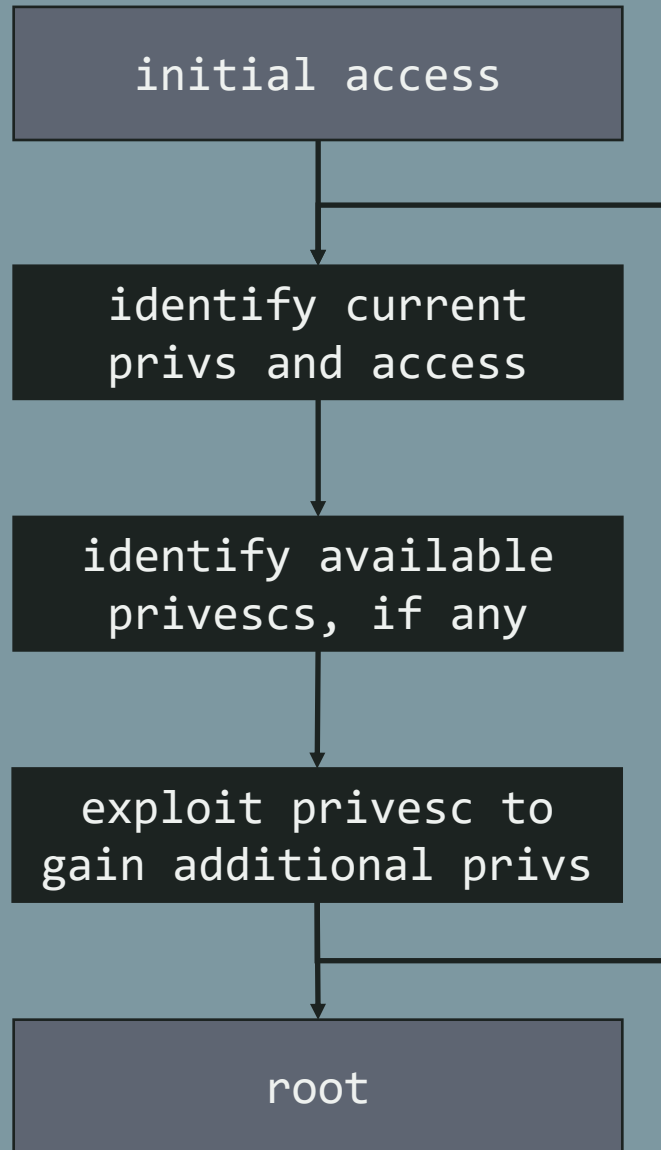 initial access
identify current
privs and access
identify available
privescs, if any
exploit privesc to
gain additional privs
root